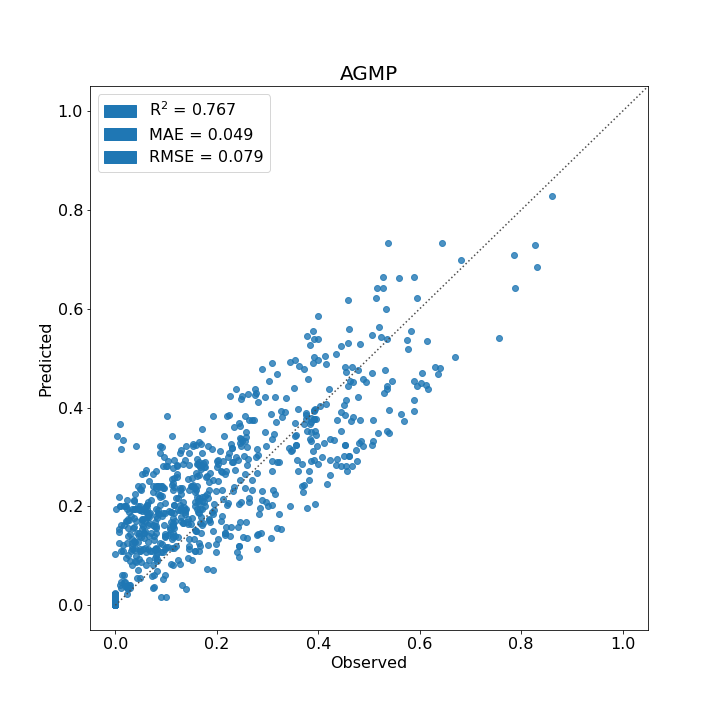 AGMP
R² = 0.767
MAE = 0.049
RMSE = 0.079
1.0
0.8
0.6
0.4
0.2
0.0
Predicted
0.0 0.2 0.4 0.6 0.8 1.0
Observed